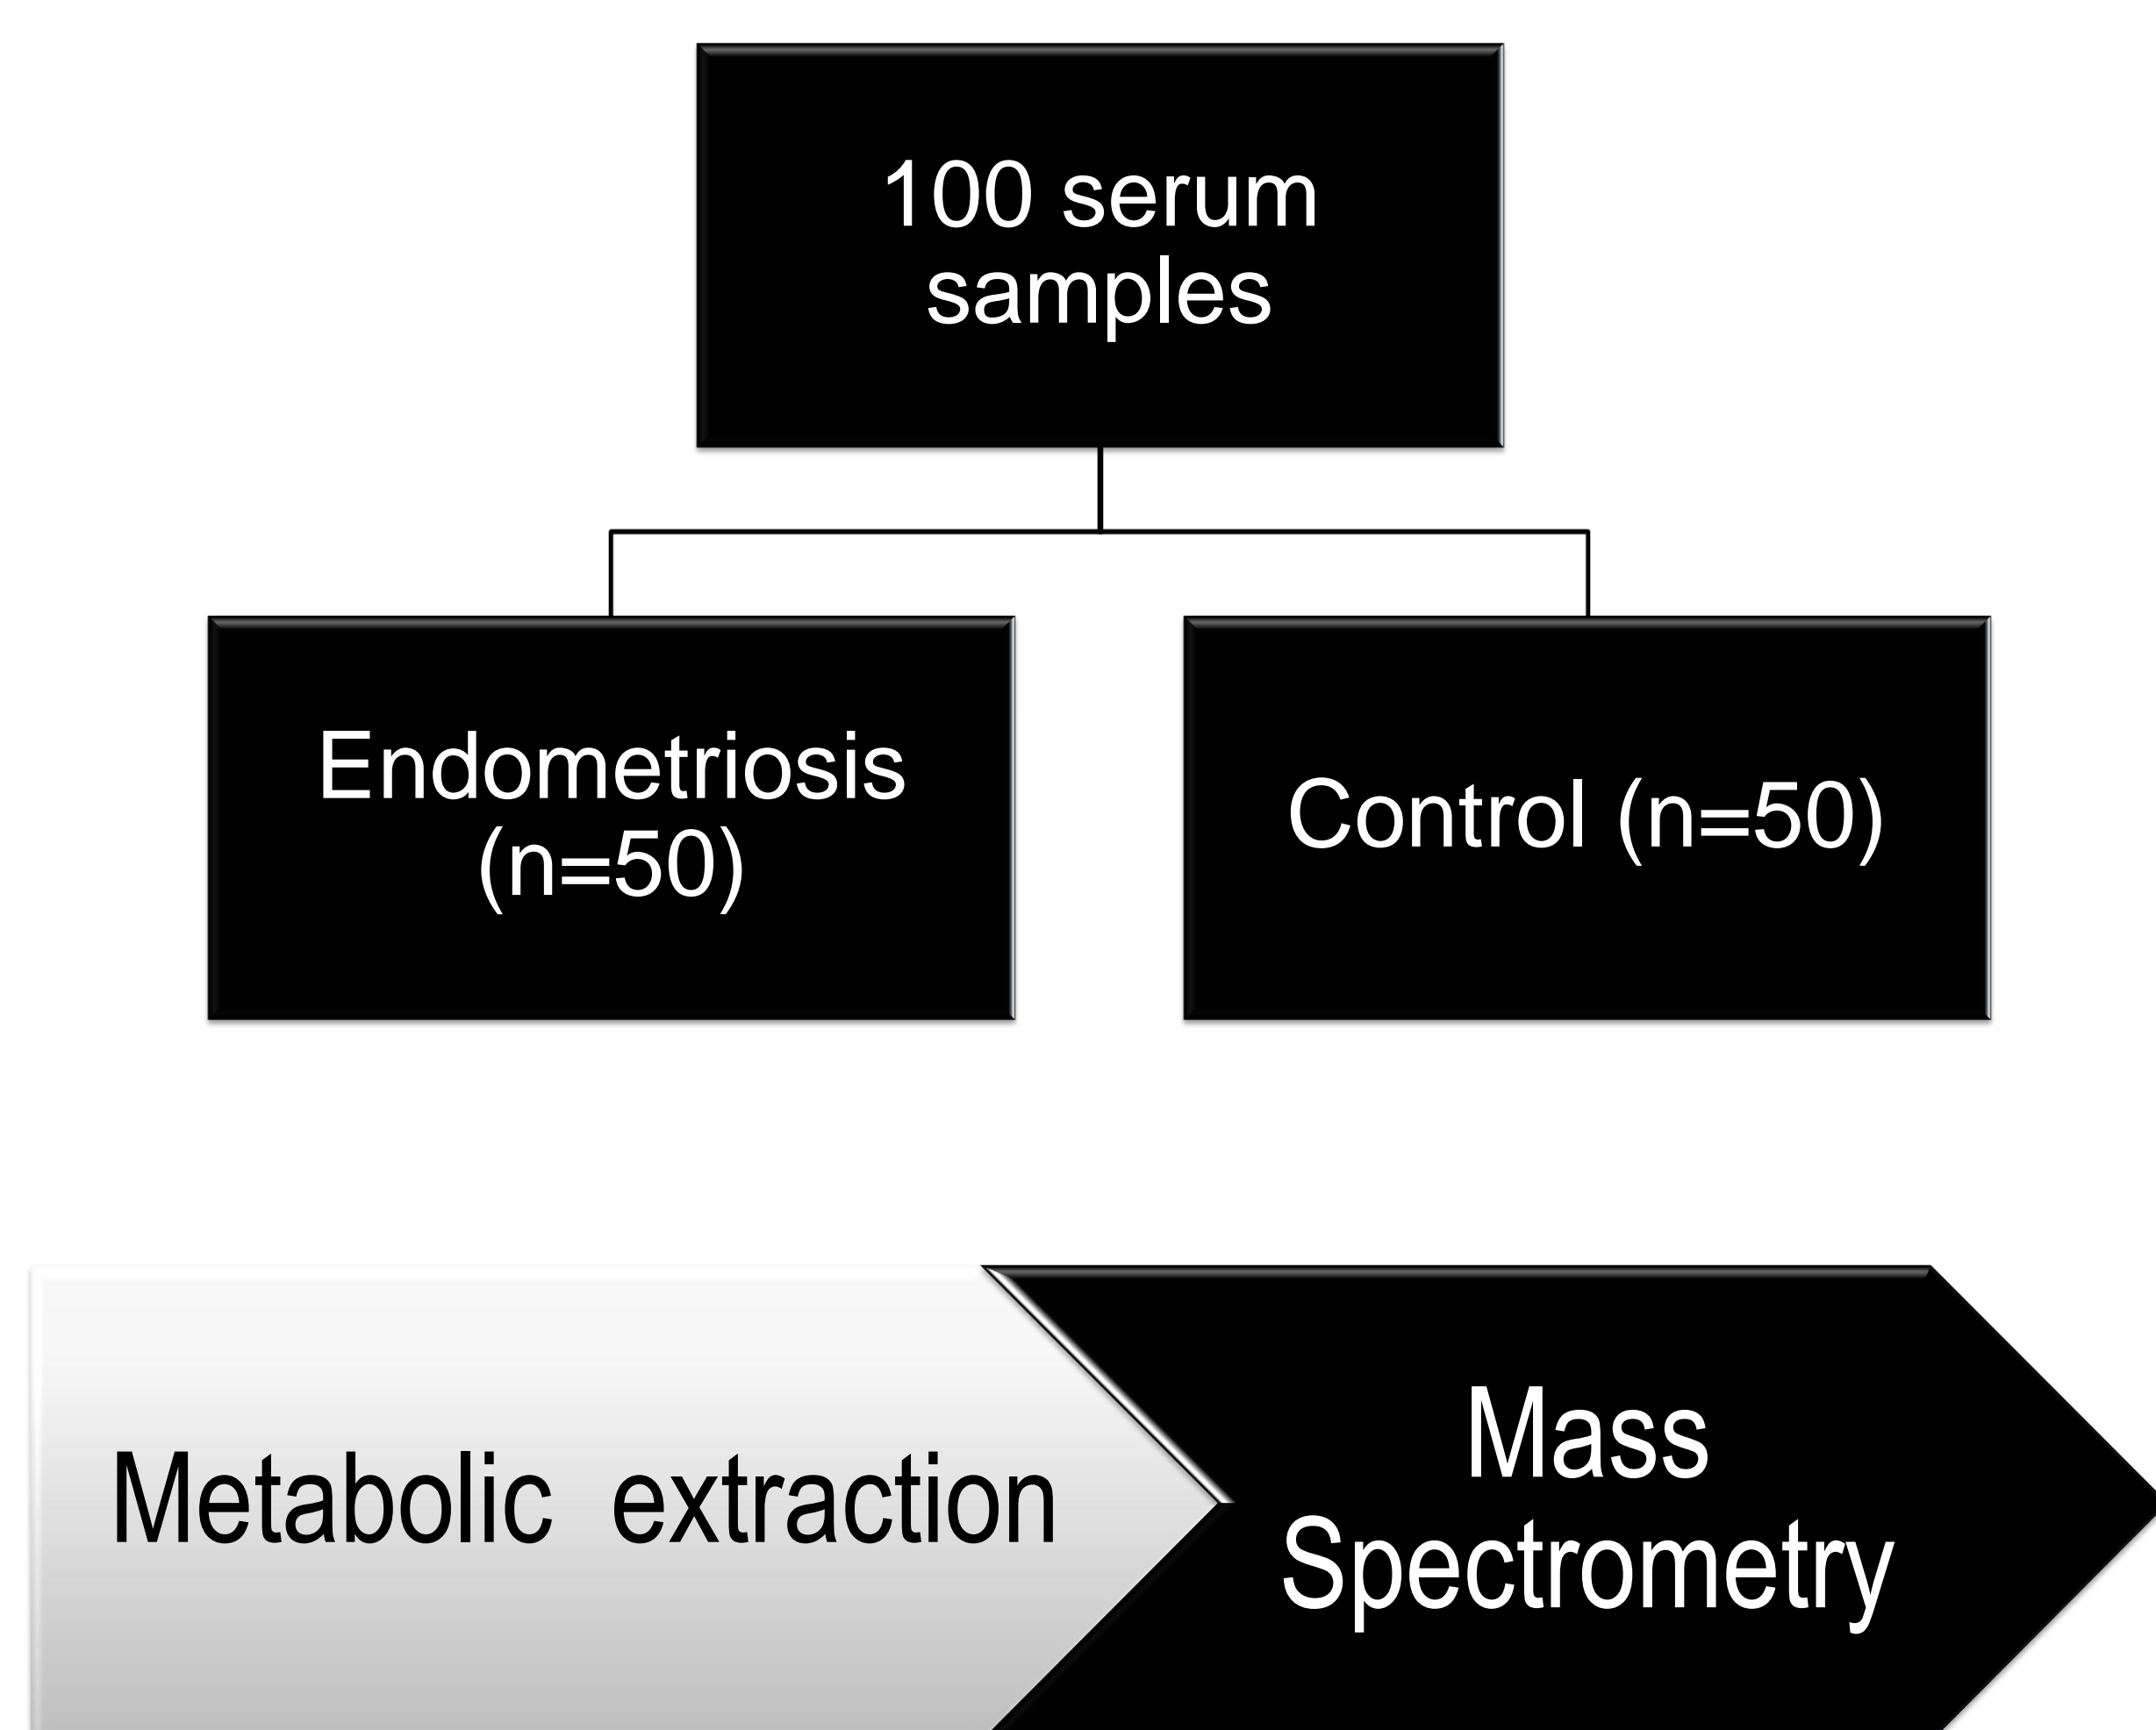 100 serum
samples
Endometriosis
(n=50)
Control (n=50)
Metabolic extraction
Mass
Spectrometry